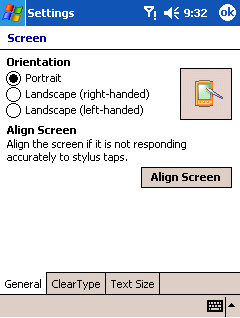 Settings 9:32 ok
Screen
Orientation
Portrait
Landscape (right-handed)
Landscape (left-handed)
Align Screen
Align the screen if it is not responding
accurately to stylus taps.
Align Screen
General ClearType Text Size